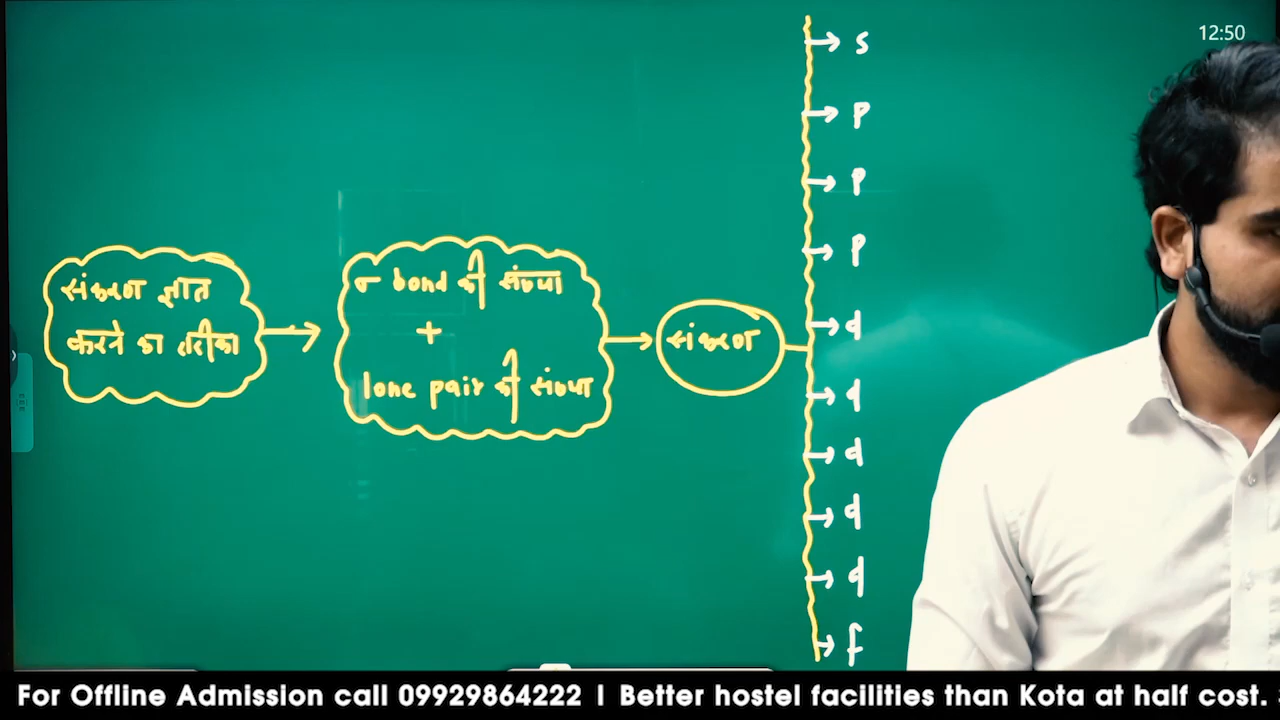 12:50
संकरण ज्ञात
करने का तरीका
σ bond की संख्या
+
lone pair की संख्या
संकरण
s
p
p
p
d
d
d
d
d
f
For Offline Admission call 09929864222 | Better hostel facilities than Kota at half cost.